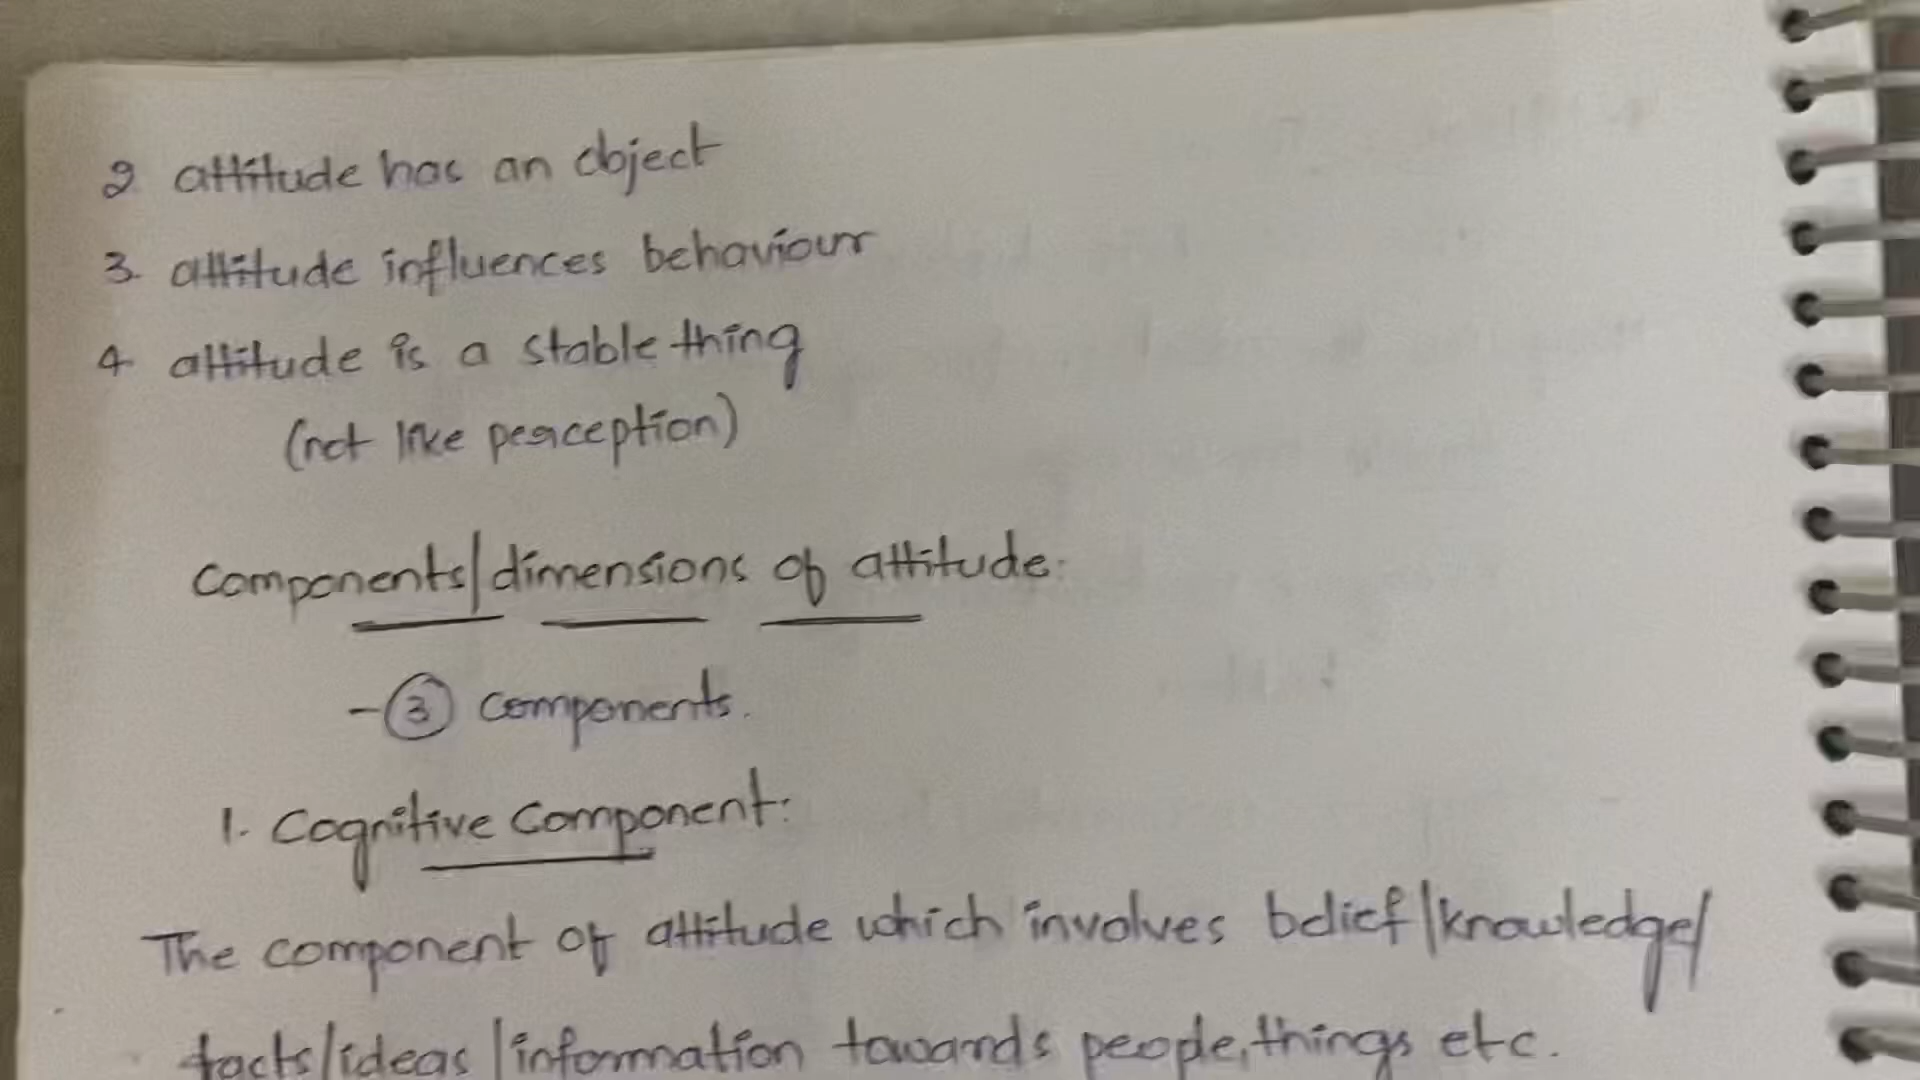 2 attitude has an object
3. attitude influences behaviour
4 attitude is a stable thing
(not like perception)
Components/dimensions of attitude:
- 3 components.
1. Cognitive Component:
The component of attitude which involves belief/knowledge/
facts/ideas/information towards people, things etc.